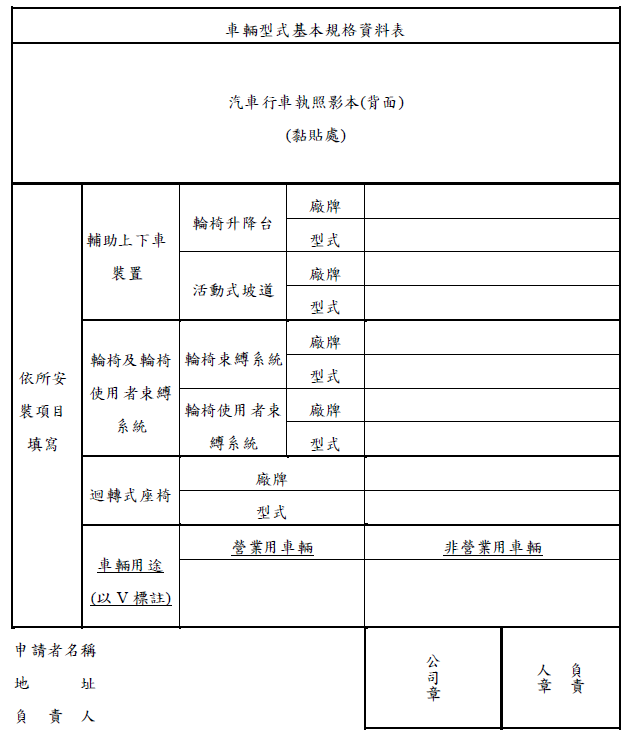 車輛型式基本規格資料表
汽車行車執照影本(背面)
(黏貼處)
依所安
裝項目
填寫
輔助上下車
裝置
輪椅升降台
廠牌
型式
活動式坡道
廠牌
型式
輪椅及輪椅
使用者束縛
系統
輪椅束縛系統
廠牌
型式
輪椅使用者束
縛系統
廠牌
型式
迴轉式座椅
廠牌
型式
車輛用途
(以 V 標註)
營業用車輛
非營業用車輛
申請者名稱
地址
負責人
公司章
負責
人章